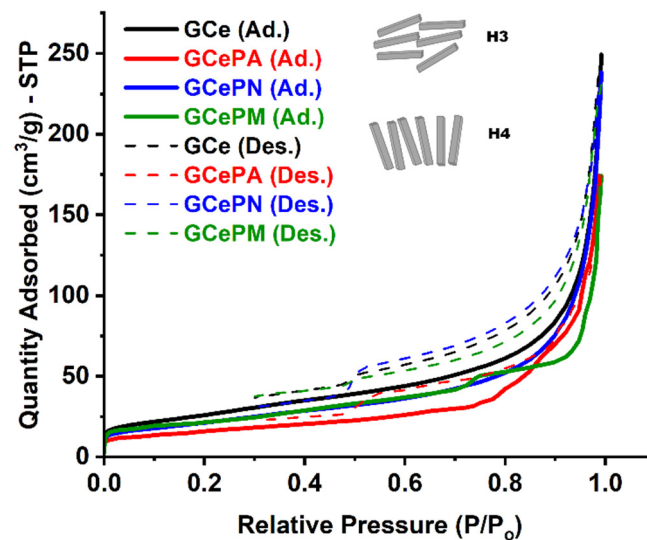 GCe (Ad.)
GCePA (Ad.)
GCePN (Ad.)
GCePM (Ad.)
GCe (Des.)
GCePA (Des.)
GCePN (Des.)
GCePM (Des.)
H3
H4
Quantity Adsorbed (cm³/g) - STP
250
200
150
100
50
0
0.0 0.2 0.4 0.6 0.8 1.0
Relative Pressure (P/Pₒ)